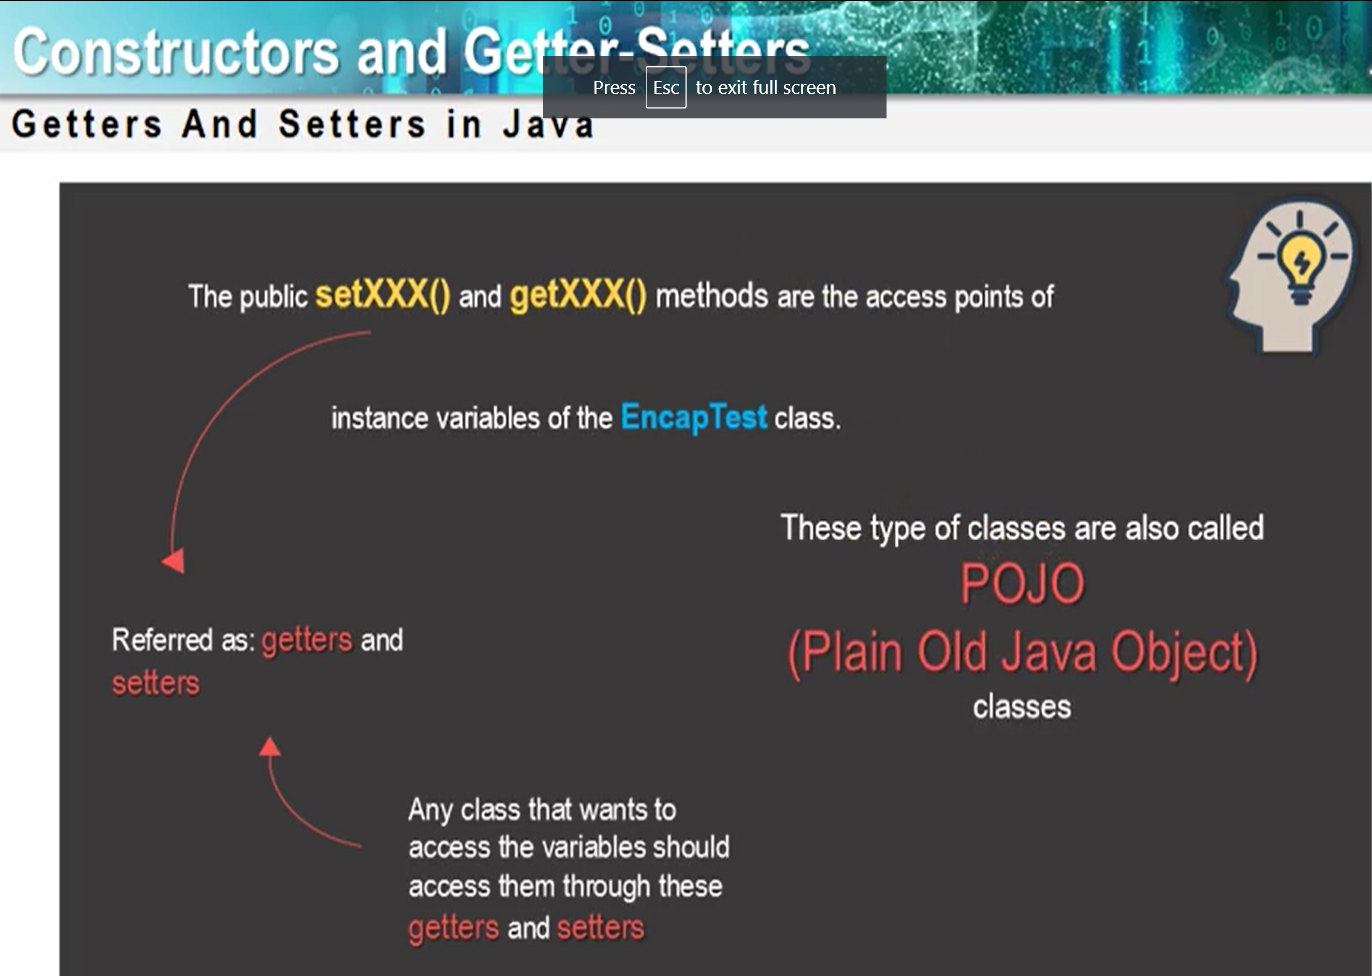 Constructors and Getter-Setters
Press Esc to exit full screen
Getters And Setters in Java
The public setXXX() and getXXX() methods are the access points of
instance variables of the EncapTest class.
These type of classes are also called
POJO
(Plain Old Java Object)
classes
Referred as: getters and
setters
Any class that wants to
access the variables should
access them through these
getters and setters